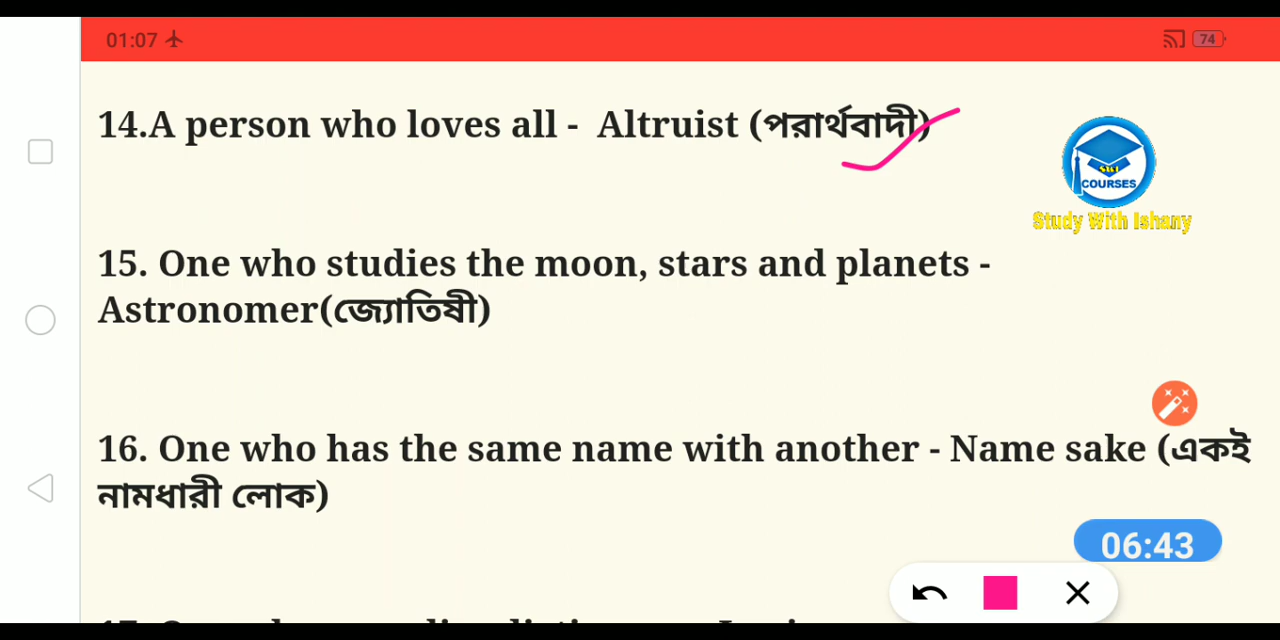 01:07
74
14.A person who loves all - Altruist (পরার্থবাদী)
COURSES
Study With Ishany
15. One who studies the moon, stars and planets -
Astronomer(জ্যোতিষী)
16. One who has the same name with another - Name sake (একই
নামধারী লোক)
06:43